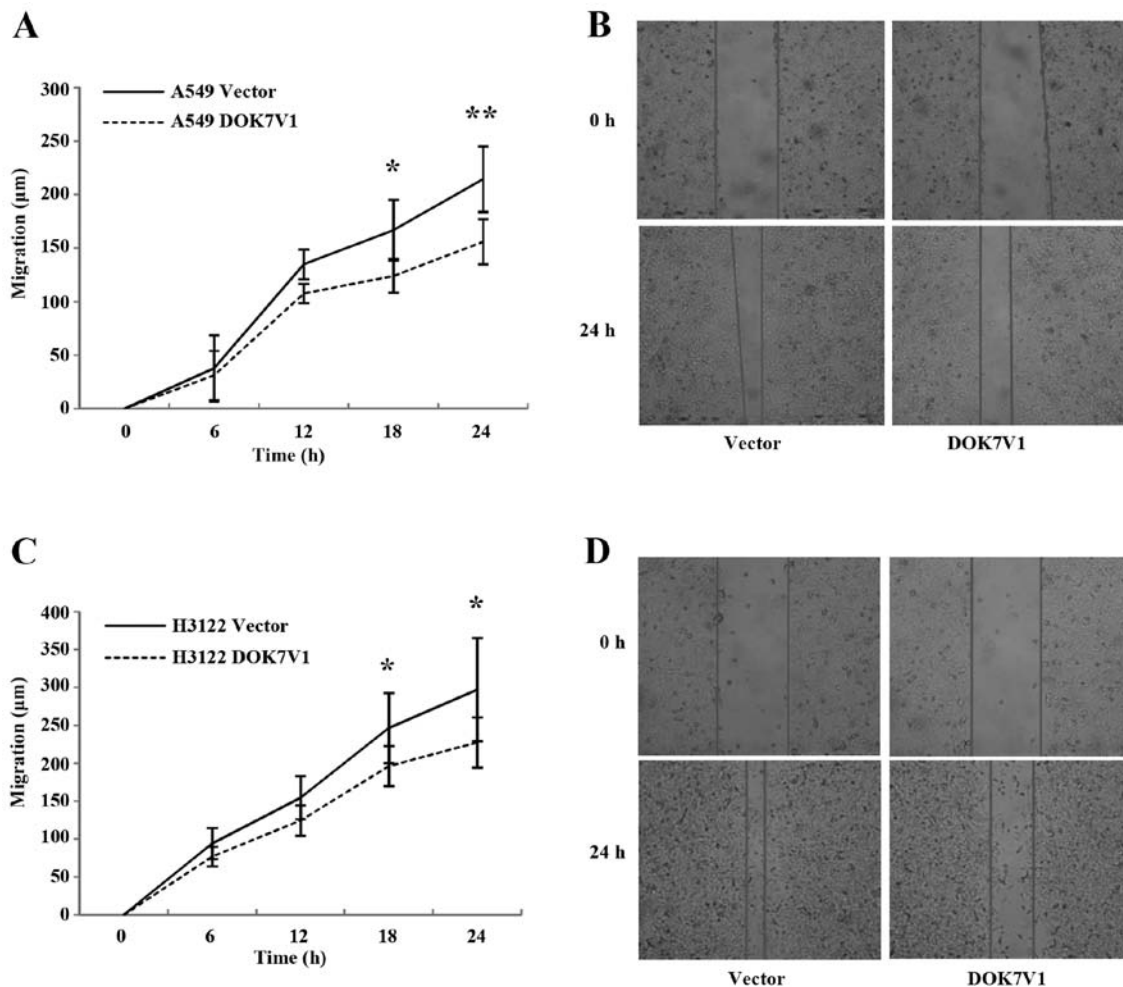 A
300
250
200
150
100
50
0
Migration (μm)
A549 Vector
A549 DOK7V1
*
**
0 6 12 18 24
Time (h)
B
0 h
24 h
Vector DOK7V1
C
400
350
300
250
200
150
100
50
0
Migration (μm)
H3122 Vector
H3122 DOK7V1
*
*
0 6 12 18 24
Time (h)
D
0 h
24 h
Vector DOK7V1